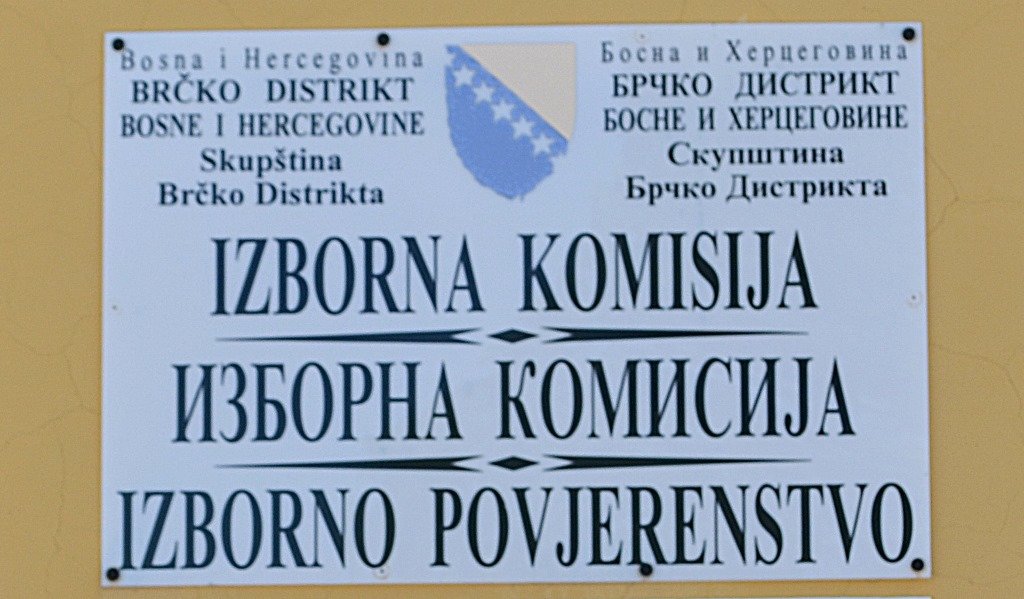 Bosna i Hercegovina
BRČKO DISTRIKT
BOSNE I HERCEGOVINE
Skupština
Brčko Distrikta
Босна и Херцеговина
БРЧКО ДИСТРИКТ
БОСНЕ И ХЕРЦЕГОВИНЕ
Скупштина
Брчко Дистрикта
IZBORNA KOMISIJA
ИЗБОРНА КОМИСИЈА
IZBORNO POVJERENSTVO